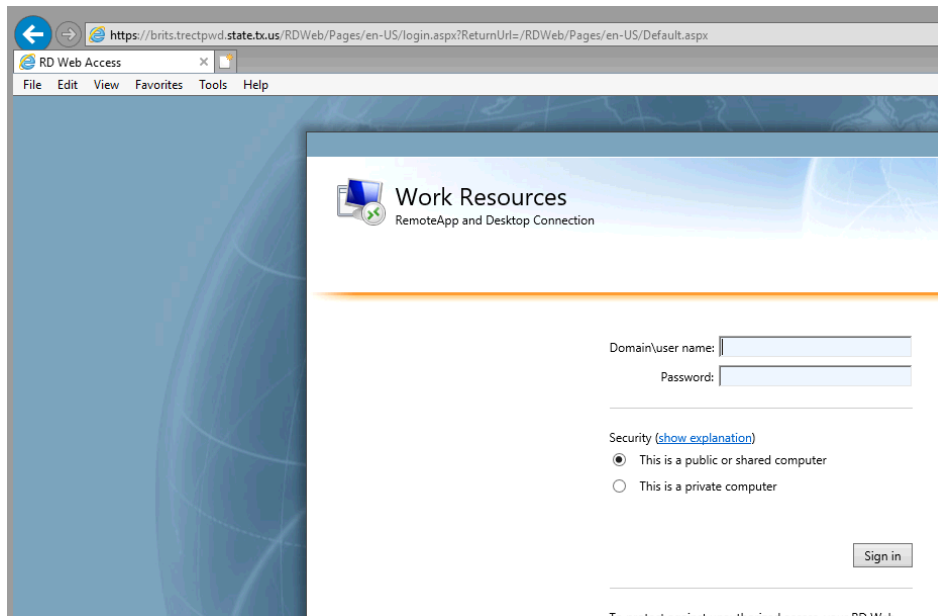 https://brits.trectpwd.state.tx.us/RDWeb/Pages/en-US/login.aspx?ReturnUrl=/RDWeb/Pages/en-US/Default.aspx
RD Web Access
File Edit View Favorites Tools Help
Work Resources
RemoteApp and Desktop Connection
Domain\user name:
Password:
Security (show explanation)
This is a public or shared computer
This is a private computer
Sign in